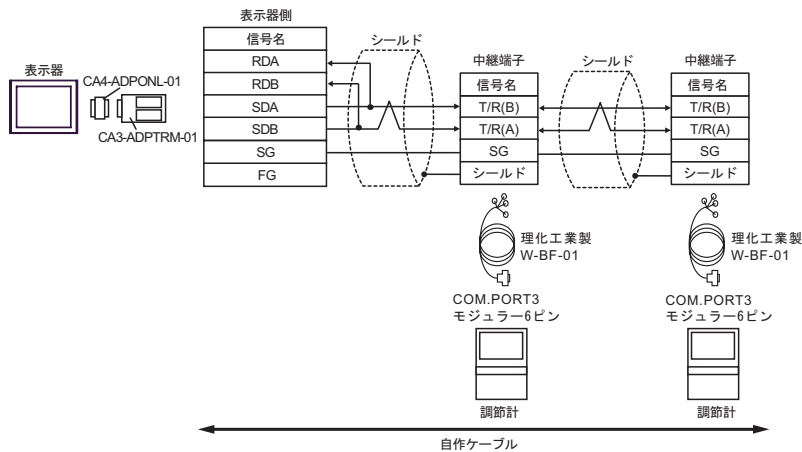 表示器
CA4-ADPONL-01
CA3-ADPTRM-01
表示器側
信号名
RDA
RDB
SDA
SDB
SG
FG
シールド
中継端子
信号名
T/R(B)
T/R(A)
SG
シールド
シールド
中継端子
信号名
T/R(B)
T/R(A)
SG
シールド
理化工業製
W-BF-01
COM.PORT3
モジュラー6ピン
調節計
理化工業製
W-BF-01
COM.PORT3
モジュラー6ピン
調節計
自作ケーブル